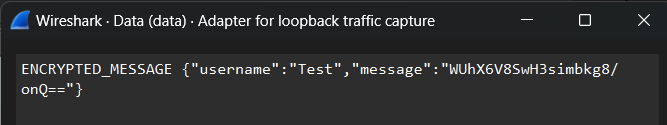 Wireshark · Data (data) · Adapter for loopback traffic capture
ENCRYPTED_MESSAGE {"username":"Test","message":"WUhX6V8SwH3simbkg8/
onQ=="}